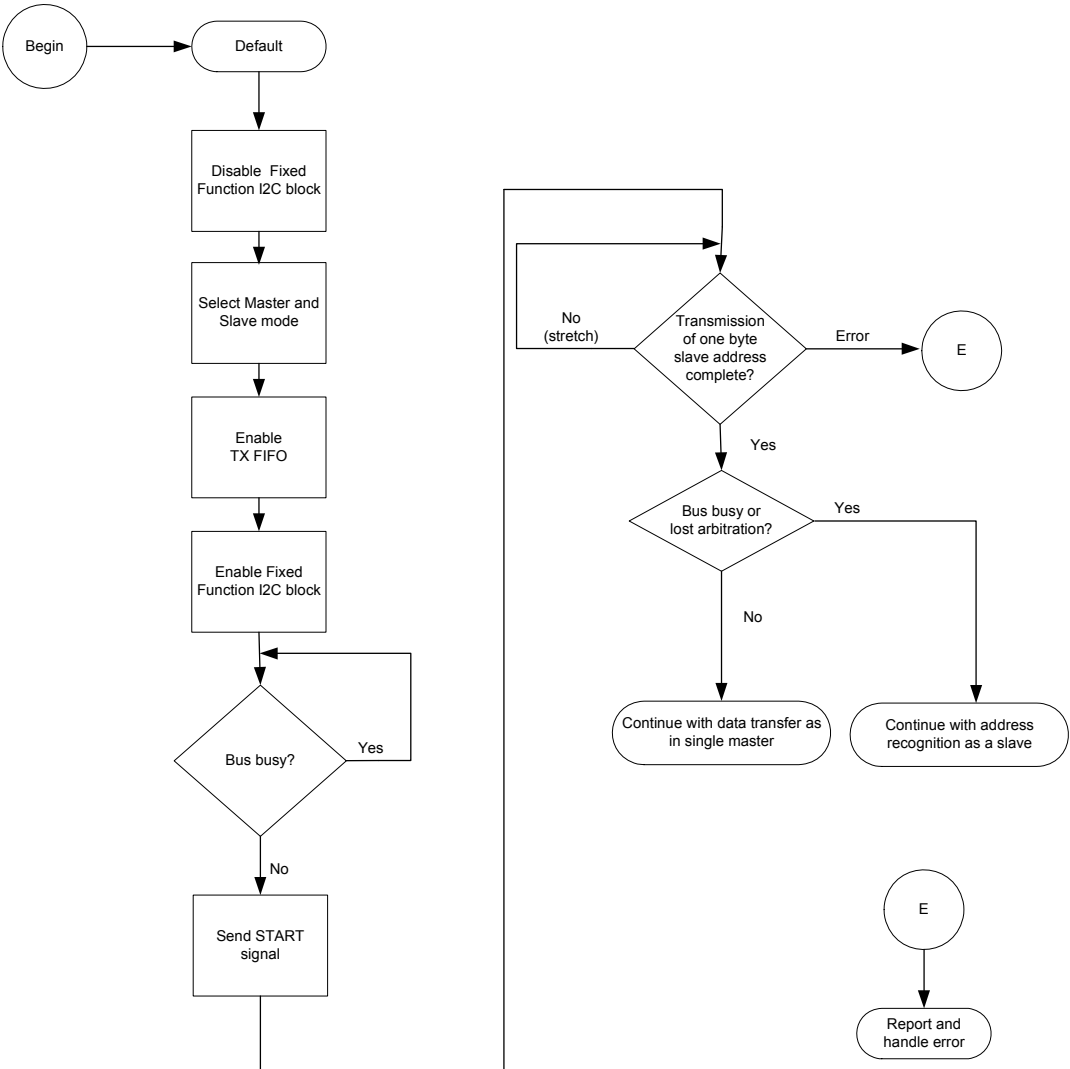 Begin
Default
Disable Fixed
Function I2C block
Select Master and
Slave mode
Enable
TX FIFO
Enable Fixed
Function I2C block
Bus busy?
Yes
No
Send START
signal
No
(stretch)
Transmission
of one byte
slave address
complete?
Error
E
Yes
Bus busy or
lost arbitration?
Yes
No
Continue with data transfer as
in single master
Continue with address
recognition as a slave
E
Report and
handle error